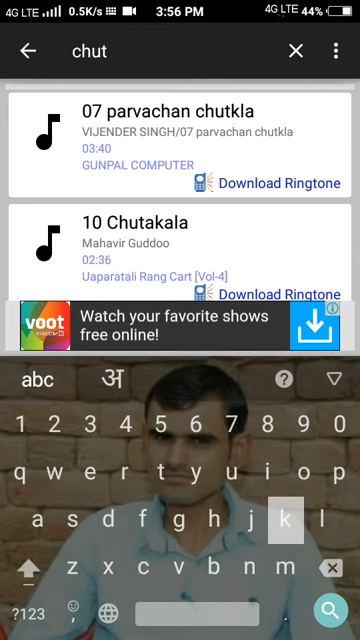 4G LTE 0.5K/s 3:56 PM 4G LTE 44%
chut
07 parvachan chutkla
VIJENDER SINGH/07 parvachan chutkla
03:40
GUNPAL COMPUTER
Download Ringtone
10 Chutakala
Mahavir Guddoo
02:36
Uaparatali Rang Cart [Vol-4]
Download Ringtone
voot
Watch your favorite shows
free online!
abc अ ?
1 2 3 4 5 6 7 8 9 0
q w e r t y u i o p
a s d f g h j k l
z x c v b n m
?123 , .